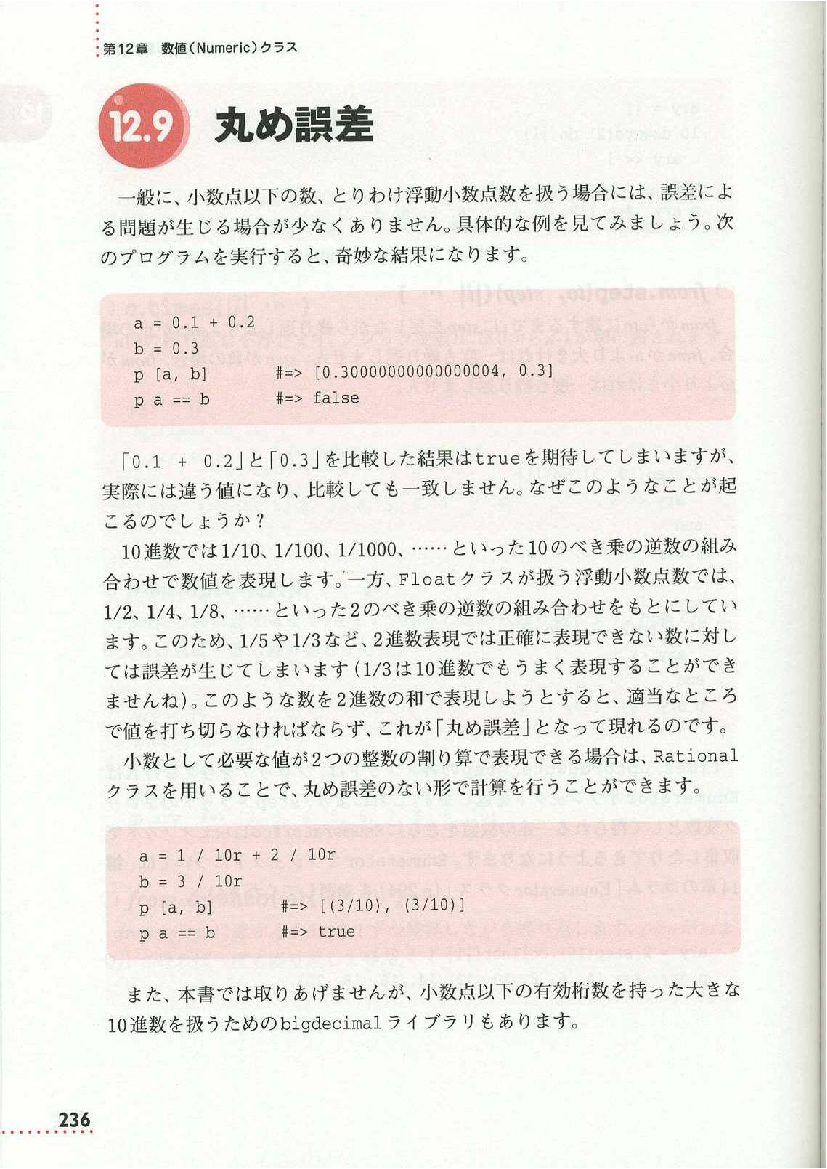 第12章 数値(Numeric)クラス
12.9 丸め誤差
一般に、小数点以下の数、とりわけ浮動小数点数を扱う場合には、誤差によ
る問題が生じる場合が少なくありません。具体的な例を見てみましょう。次
のプログラムを実行すると、奇妙な結果になります。
a = 0.1 + 0.2
b = 0.3
p [a, b] #=> [0.30000000000000004, 0.3]
p a == b #=> false
「0.1 + 0.2」と「0.3」を比較した結果はtrueを期待してしまいますが、
実際には違う値になり、比較しても一致しません。なぜこのようなことが起
こるのでしょうか?
10進数では1/10、1/100、1/1000、……といった10のべき乗の逆数の組み
合わせで数値を表現します。一方、Floatクラスが扱う浮動小数点数では、
1/2、1/4、1/8、……といった2のべき乗の逆数の組み合わせをもとにしてい
ます。このため、1/5や1/3など、2進数表現では正確に表現できない数に対し
ては誤差が生じてしまいます(1/3は10進数でもうまく表現することができ
ませんね)。このような数を2進数の和で表現しようとすると、適当なところ
で値を打ち切らなければならず、これが「丸め誤差」となって現れるのです。
小数として必要な値が2つの整数の割り算で表現できる場合は、Rational
クラスを用いることで、丸め誤差のない形で計算を行うことができます。
a = 1 / 10r + 2 / 10r
b = 3 / 10r
p [a, b] #=> [(3/10), (3/10)]
p a == b #=> true
また、本書では取りあげませんが、小数点以下の有効桁数を持った大きな
10進数を扱うためのbigdecimalライブラリもあります。
236